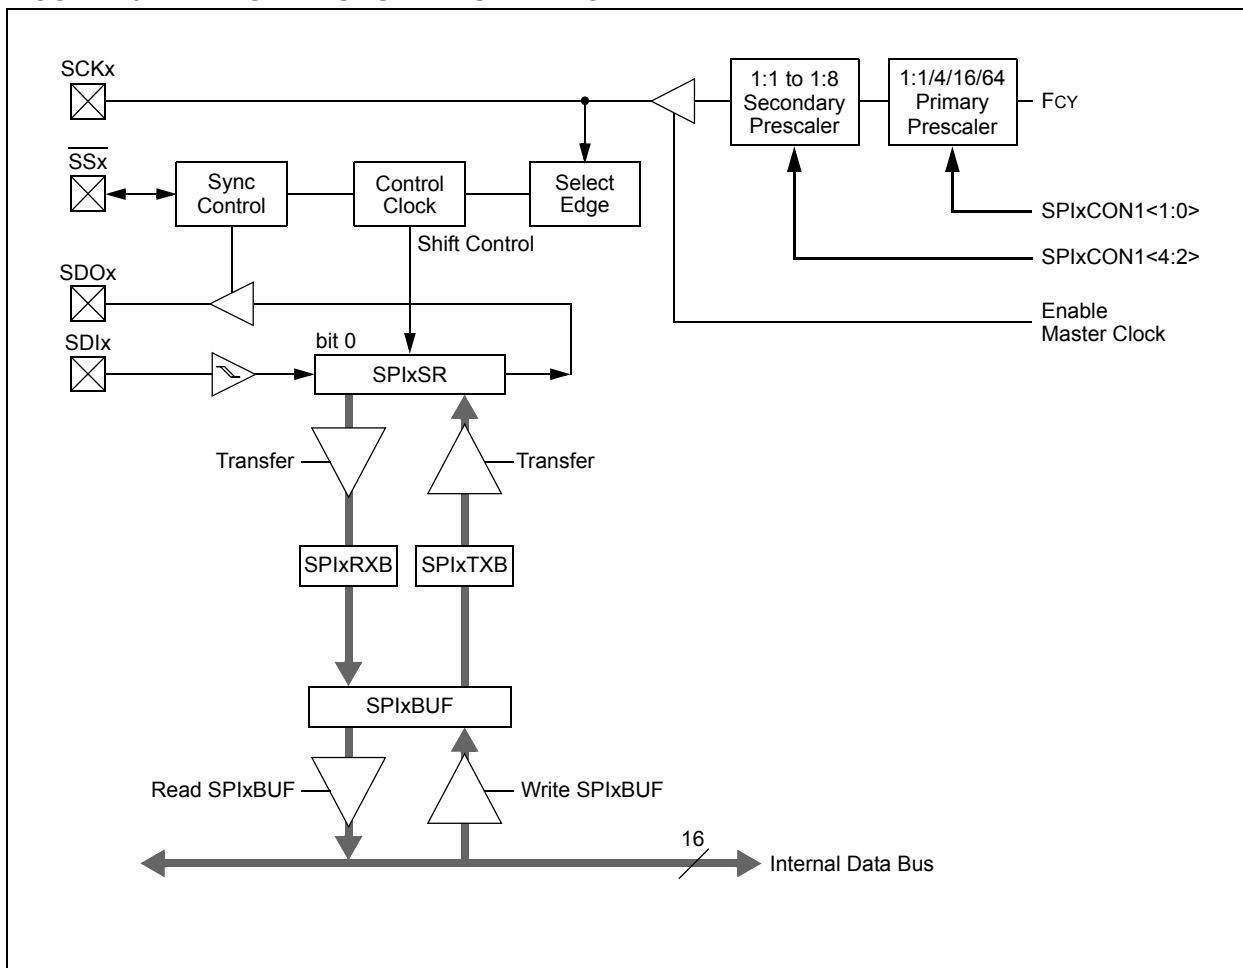 SCKx
1:1 to 1:8
Secondary
Prescaler
1:1/4/16/64
Primary
Prescaler
FCY
SSx
Sync
Control
Control
Clock
Select
Edge
SPIxCON1<1:0>
Shift Control
SPIxCON1<4:2>
SDOx
Enable
Master Clock
SDIx
bit 0
SPIxSR
Transfer
Transfer
SPIxRXB
SPIxTXB
SPIxBUF
Read SPIxBUF
Write SPIxBUF
16
Internal Data Bus